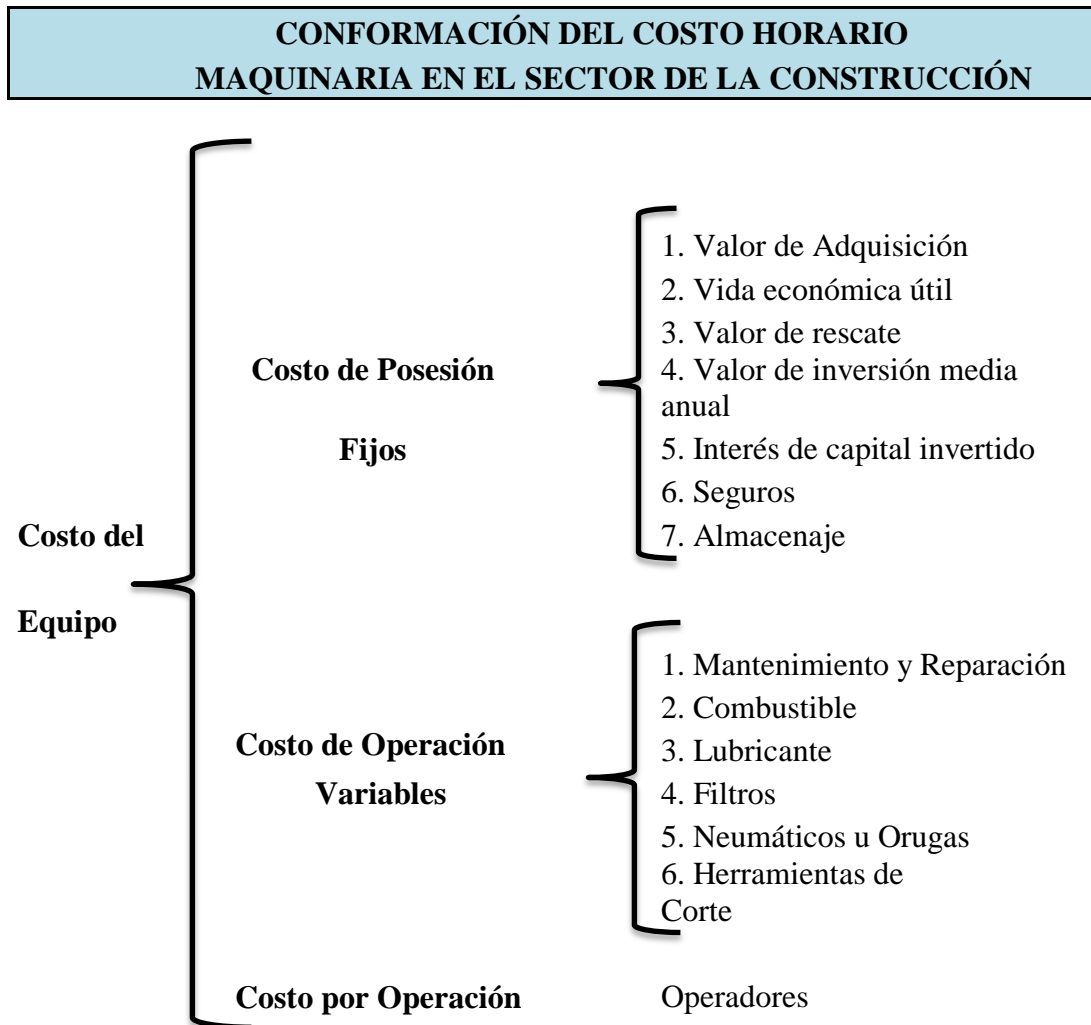 CONFORMACIÓN DEL COSTO HORARIO
MAQUINARIA EN EL SECTOR DE LA CONSTRUCCIÓN
Costo del
Equipo
Costo de Posesión
Fijos
1. Valor de Adquisición
2. Vida económica útil
3. Valor de rescate
4. Valor de inversión media
anual
5. Interés de capital invertido
6. Seguros
7. Almacenaje
Costo de Operación
Variables
1. Mantenimiento y Reparación
2. Combustible
3. Lubricante
4. Filtros
5. Neumáticos u Orugas
6. Herramientas de
Corte
Costo por Operación
Operadores